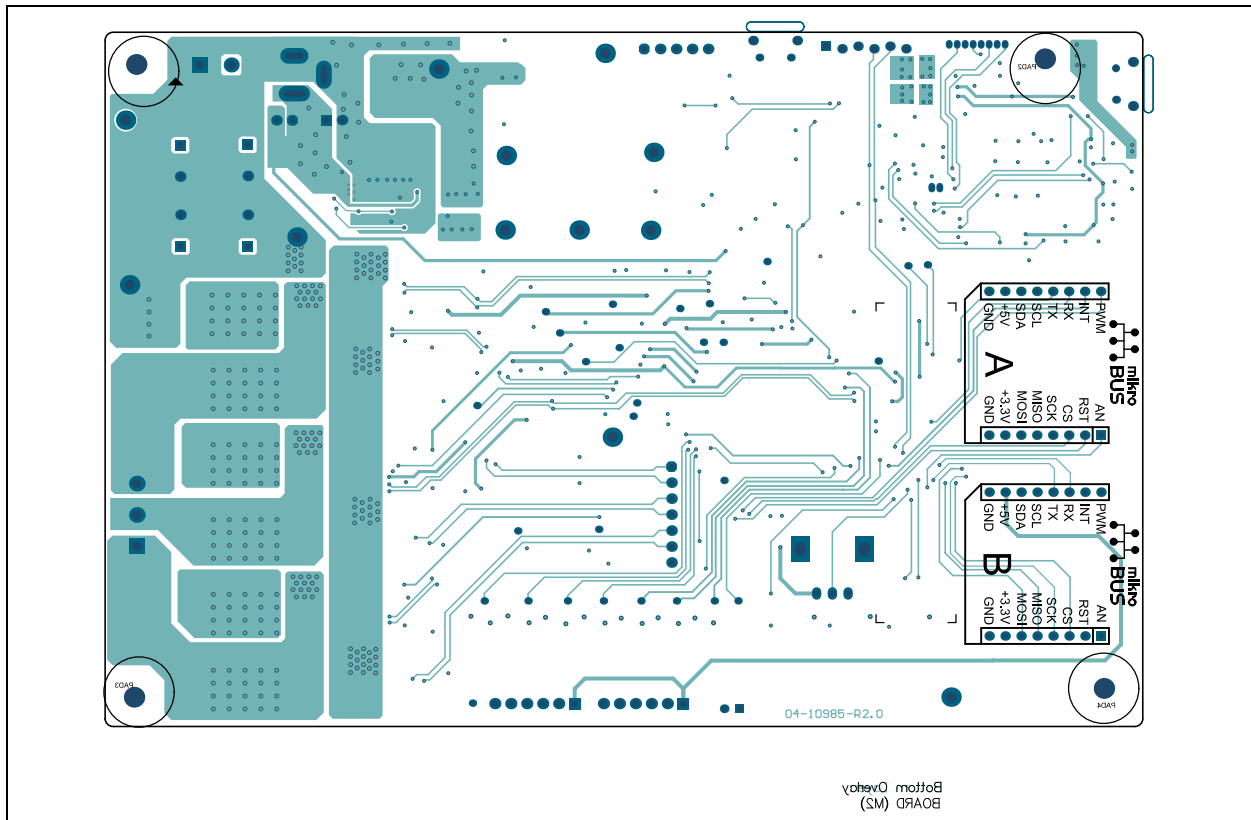 PAD2
GND +5V SDA SCL TX RX INT PWM
mikro
BUS
A
GND +3.3V MOSI MISO SCK CS RST AN
GND +5V SDA SCL TX RX INT PWM
mikro
BUS
B
GND +3.3V MOSI MISO SCK CS RST AN
PAD3
PAD4
04-10985-R2.0
Bottom Overlay
BOARD (M2)